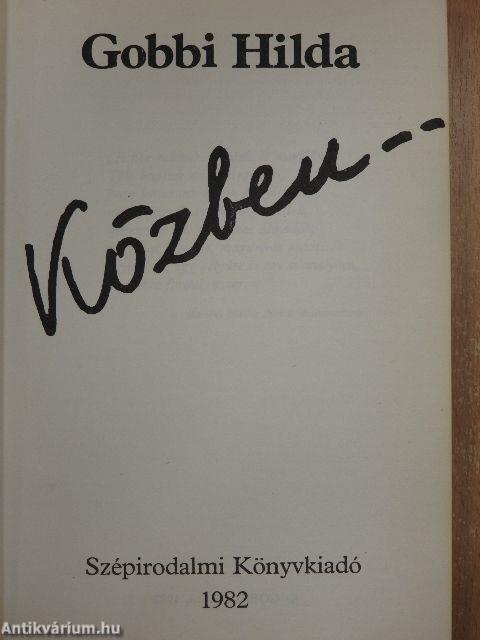 Gobbi Hilda
Közben--
Szépirodalmi Könyvkiadó
1982
Antikvárium.hu